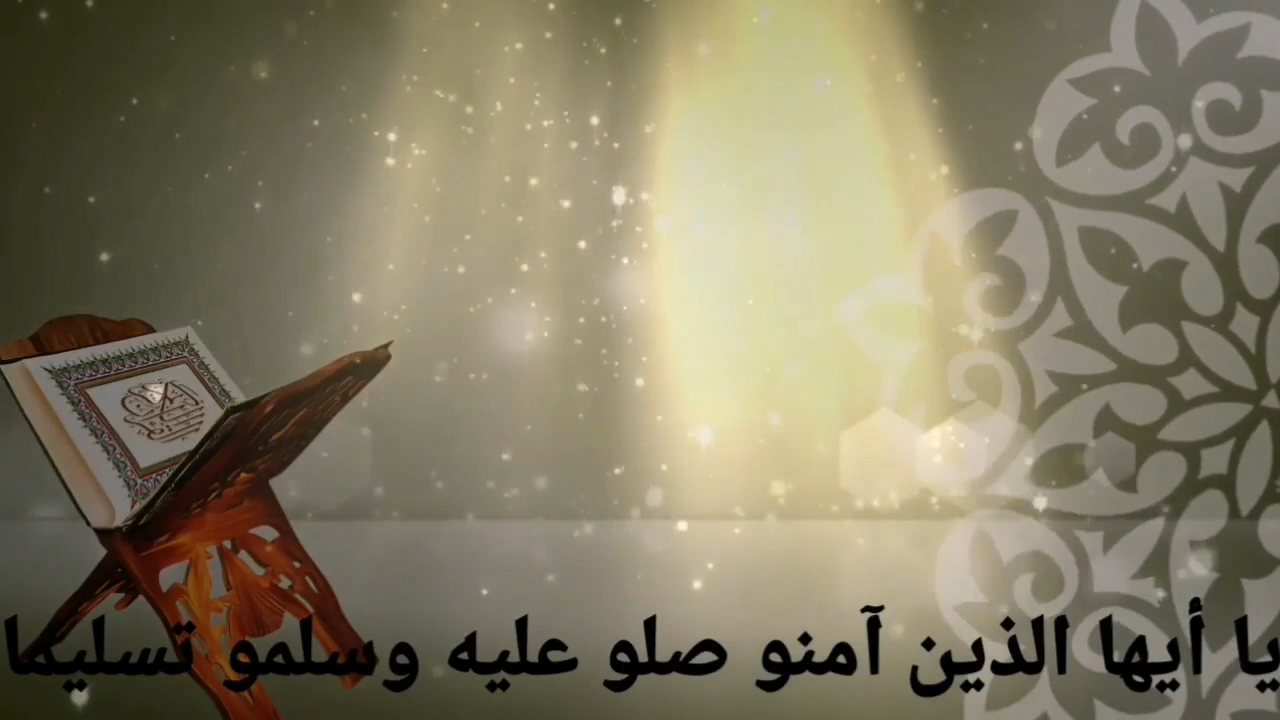 يا أيها الذين آمنو صلو عليه وسلمو تسليما